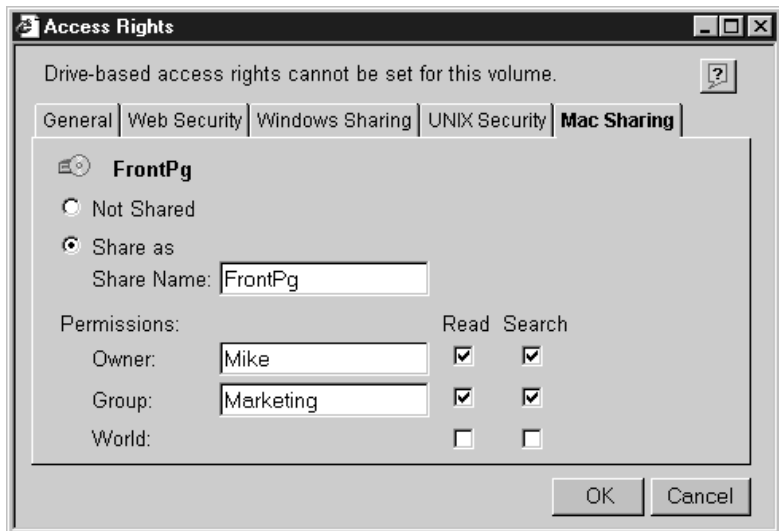 Access Rights
Drive-based access rights cannot be set for this volume.
General Web Security Windows Sharing UNIX Security Mac Sharing
FrontPg
Not Shared
Share as
Share Name: FrontPg
Permissions: Read Search
Owner: Mike
Group: Marketing
World:
OK Cancel